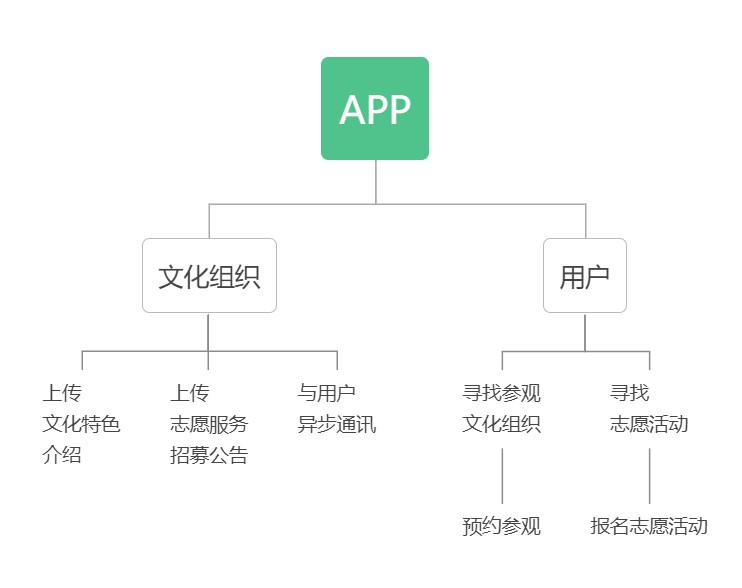 APP
文化组织
用户
上传
文化特色
介绍
上传
志愿服务
招募公告
与用户
异步通讯
寻找参观
文化组织
寻找
志愿活动
预约参观
报名志愿活动